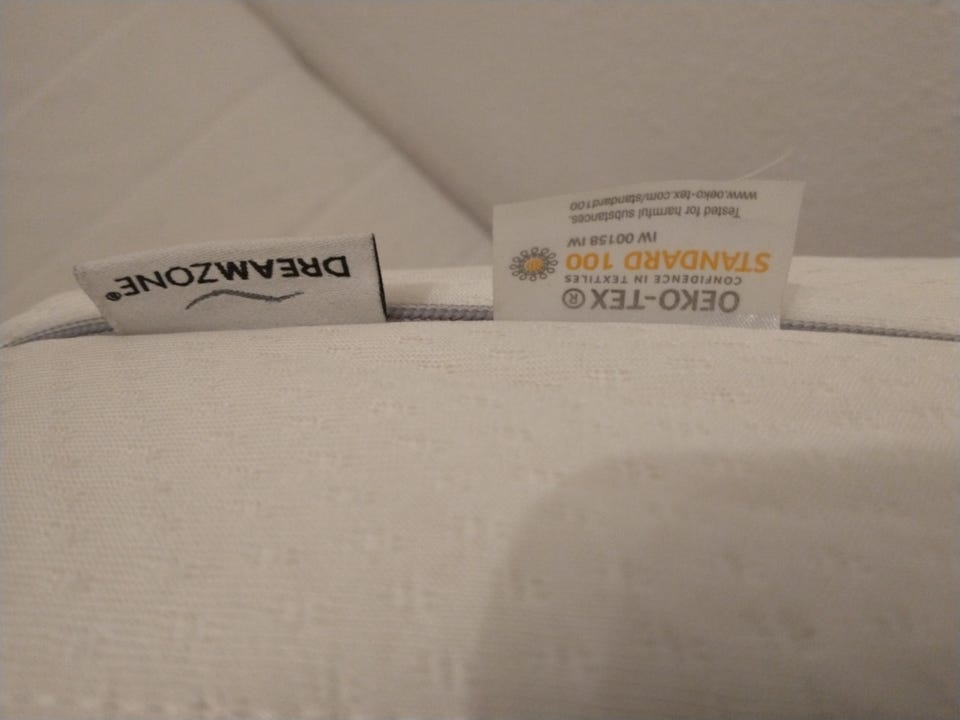 DREAMZONE®
OEKO-TEX®
CONFIDENCE IN TEXTILES
STANDARD 100
IW 00158 IW
Tested for harmful substances.
www.oeko-tex.com/standard100